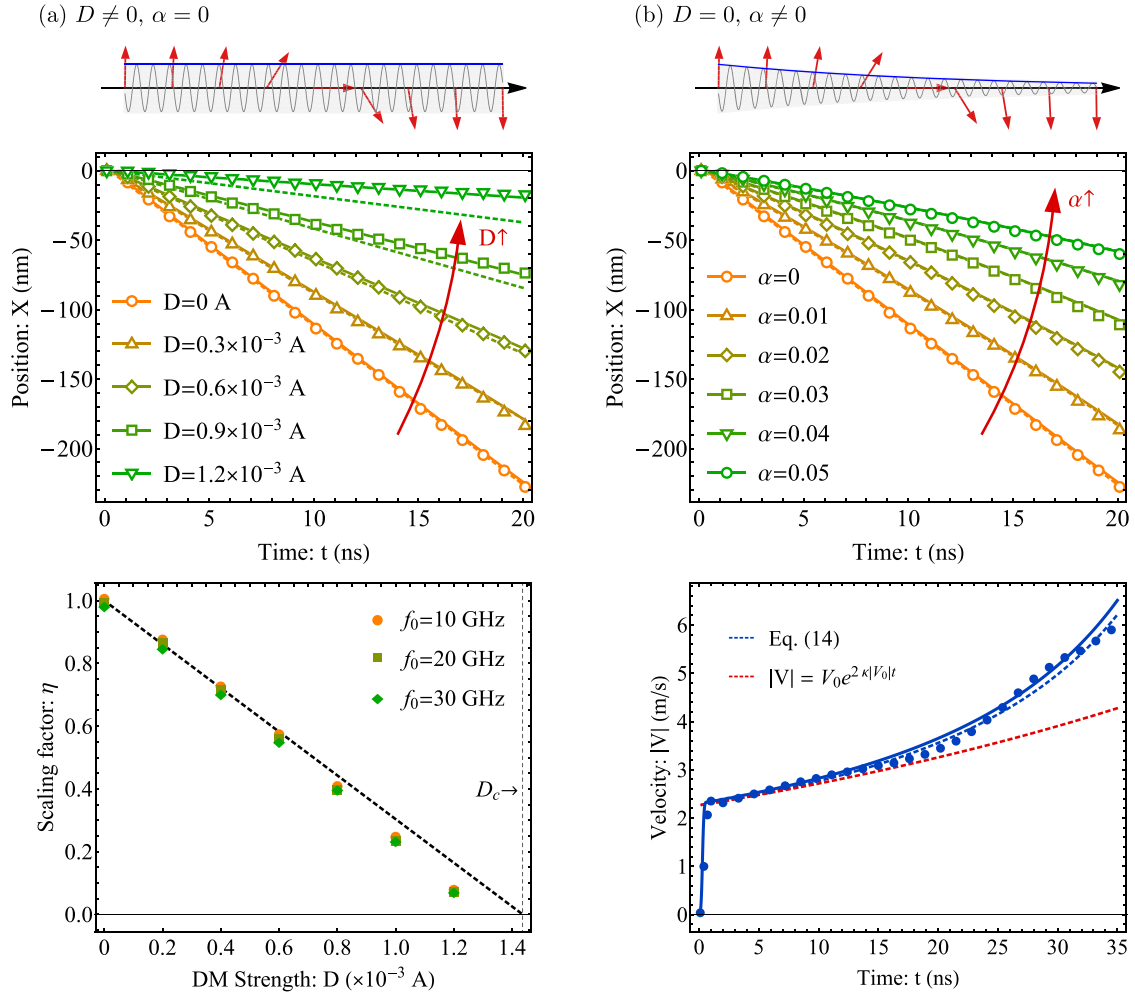 (a) D ≠ 0, α = 0
(b) D = 0, α ≠ 0
0
−50
−100
−150
−200
Position: X (nm)
D↑
D=0 A
D=0.3×10⁻³ A
D=0.6×10⁻³ A
D=0.9×10⁻³ A
D=1.2×10⁻³ A
0 5 10 15 20
Time: t (ns)
0
−50
−100
−150
−200
Position: X (nm)
α↑
α=0
α=0.01
α=0.02
α=0.03
α=0.04
α=0.05
0 5 10 15 20
Time: t (ns)
1.0
0.8
0.6
0.4
0.2
0.0
Scaling factor: η
f₀=10 GHz
f₀=20 GHz
f₀=30 GHz
D_c→
0 0.2 0.4 0.6 0.8 1.0 1.2 1.4
DM Strength: D (×10⁻³ A)
6
5
4
3
2
1
0
Velocity: |V| (m/s)
Eq. (14)
|V| = V₀e^{2 κ|V₀|t}
0 5 10 15 20 25 30 35
Time: t (ns)